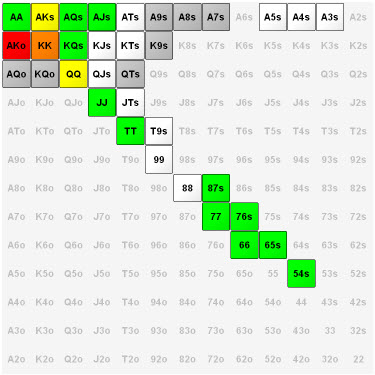 AA AKs AQs AJs ATs A9s A8s A7s A6s A5s A4s A3s A2s
AKo KK KQs KJs KTs K9s K8s K7s K6s K5s K4s K3s K2s
AQo KQo QQ QJs QTs Q9s Q8s Q7s Q6s Q5s Q4s Q3s Q2s
AJo KJo QJo JJ JTs J9s J8s J7s J6s J5s J4s J3s J2s
ATo KTo QTo JTo TT T9s T8s T7s T6s T5s T4s T3s T2s
A9o K9o Q9o J9o T9o 99 98s 97s 96s 95s 94s 93s 92s
A8o K8o Q8o J8o T8o 98o 88 87s 86s 85s 84s 83s 82s
A7o K7o Q7o J7o T7o 97o 87o 77 76s 75s 74s 73s 72s
A6o K6o Q6o J6o T6o 96o 86o 76o 66 65s 64s 63s 62s
A5o K5o Q5o J5o T5o 95o 85o 75o 65o 55 54s 53s 52s
A4o K4o Q4o J4o T4o 94o 84o 74o 64o 54o 44 43s 42s
A3o K3o Q3o J3o T3o 93o 83o 73o 63o 53o 43o 33 32s
A2o K2o Q2o J2o T2o 92o 82o 72o 62o 52o 42o 32o 22